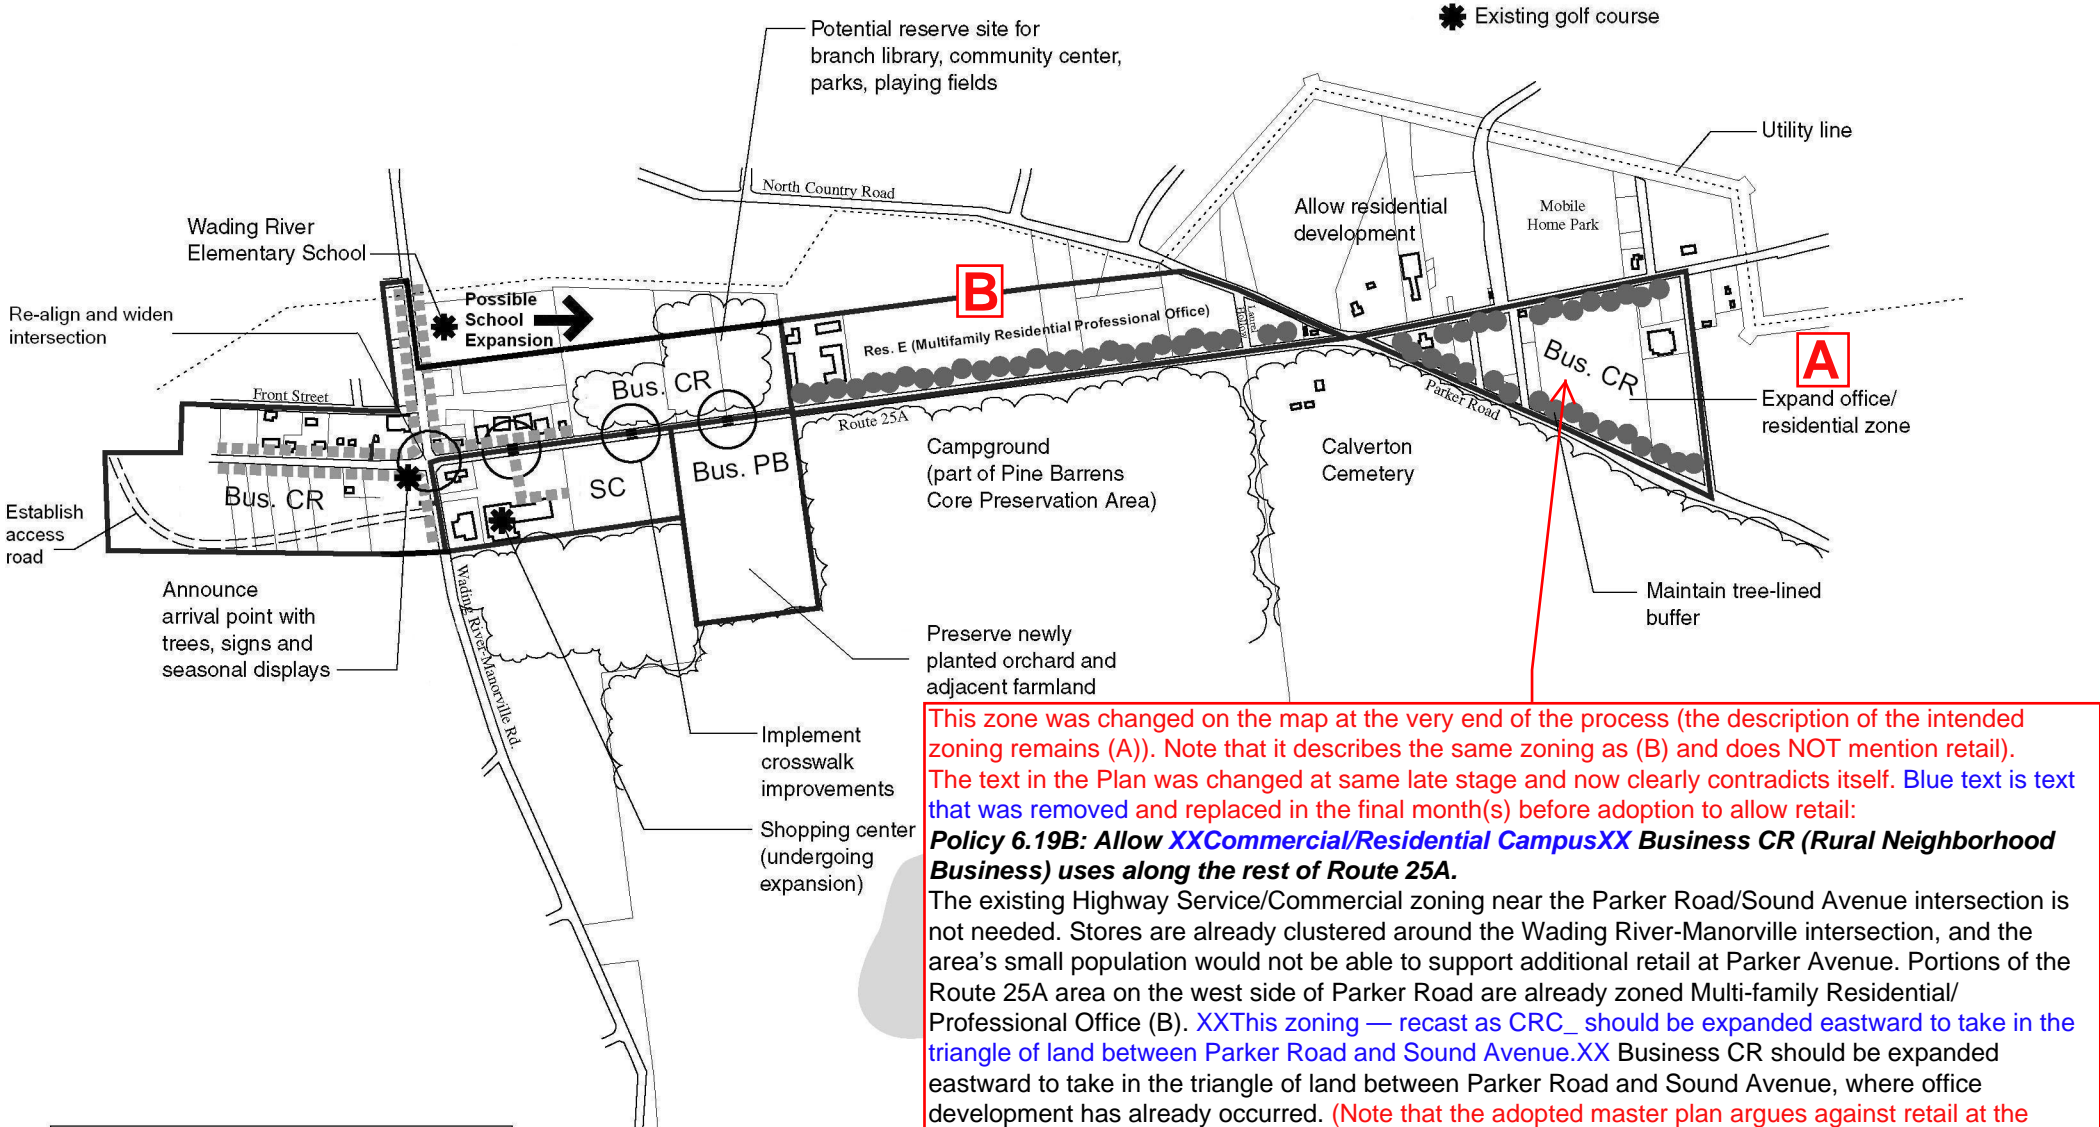 Existing golf course
Potential reserve site for
branch library, community center,
parks, playing fields
Utility line
North Country Road
Allow residential
development
Mobile
Home Park
Wading River
Elementary School
B
Re-align and widen
intersection
Possible
School
Expansion
Laurel
Hollow
Res. E (Multifamily Residential Professional Office)
Bus. CR
Bus. CR
A
Expand office/
residential zone
Front Street
Parker Road
Route 25A
Campground
(part of Pine Barrens
Core Preservation Area)
Calverton
Cemetery
Bus. PB
SC
Bus. CR
Establish
access
road
Announce
arrival point with
trees, signs and
seasonal displays
Wading River-Manorville Rd.
Maintain tree-lined
buffer
Preserve newly
planted orchard and
adjacent farmland
Implement
crosswalk
improvements
Shopping center
(undergoing
expansion)
This zone was changed on the map at the very end of the process (the description of the intended
zoning remains (A)). Note that it describes the same zoning as (B) and does NOT mention retail).
The text in the Plan was changed at same late stage and now clearly contradicts itself. Blue text is text
that was removed and replaced in the final month(s) before adoption to allow retail:
Policy 6.19B: Allow XXCommercial/Residential CampusXX Business CR (Rural Neighborhood
Business) uses along the rest of Route 25A.
The existing Highway Service/Commercial zoning near the Parker Road/Sound Avenue intersection is
not needed. Stores are already clustered around the Wading River-Manorville intersection, and the
area's small population would not be able to support additional retail at Parker Avenue. Portions of the
Route 25A area on the west side of Parker Road are already zoned Multi-family Residential/
Professional Office (B). XXThis zoning — recast as CRC_ should be expanded eastward to take in the
triangle of land between Parker Road and Sound Avenue.XX Business CR should be expanded
eastward to take in the triangle of land between Parker Road and Sound Avenue, where office
development has already occurred. (Note that the adopted master plan argues against retail at the